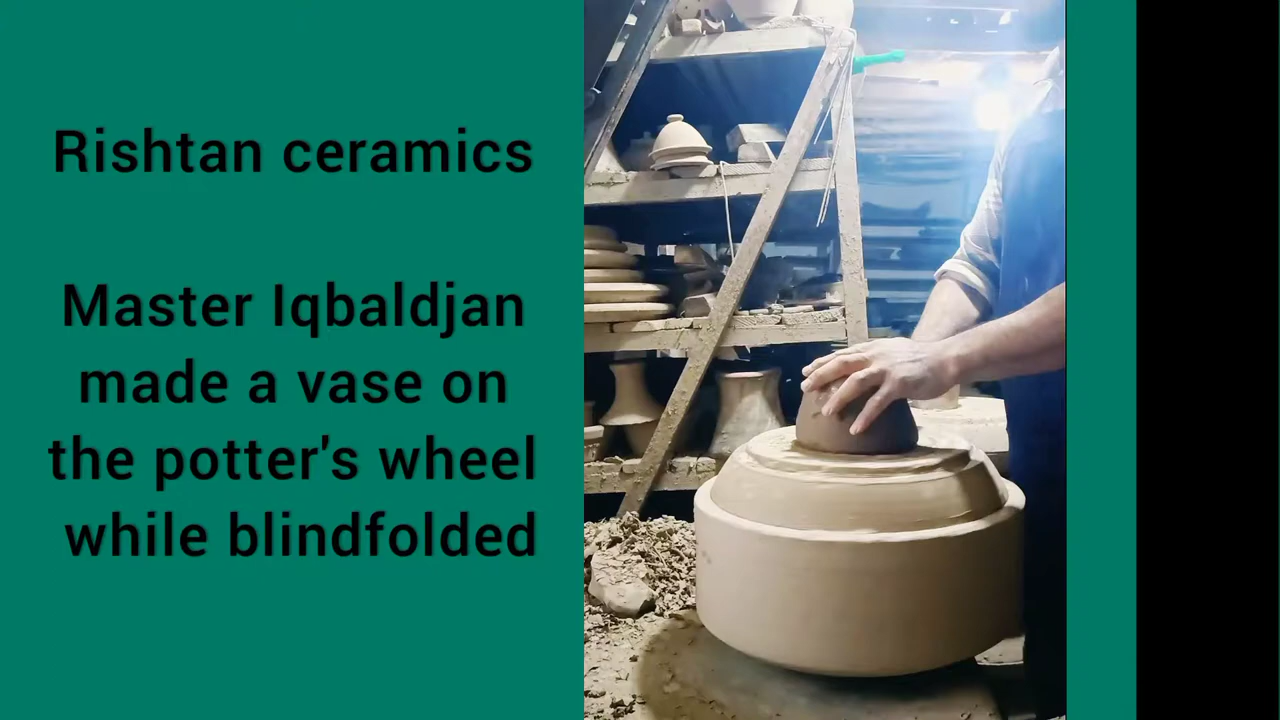 Rishtan ceramics
Master Iqbaldjan
made a vase on
the potter's wheel
while blindfolded